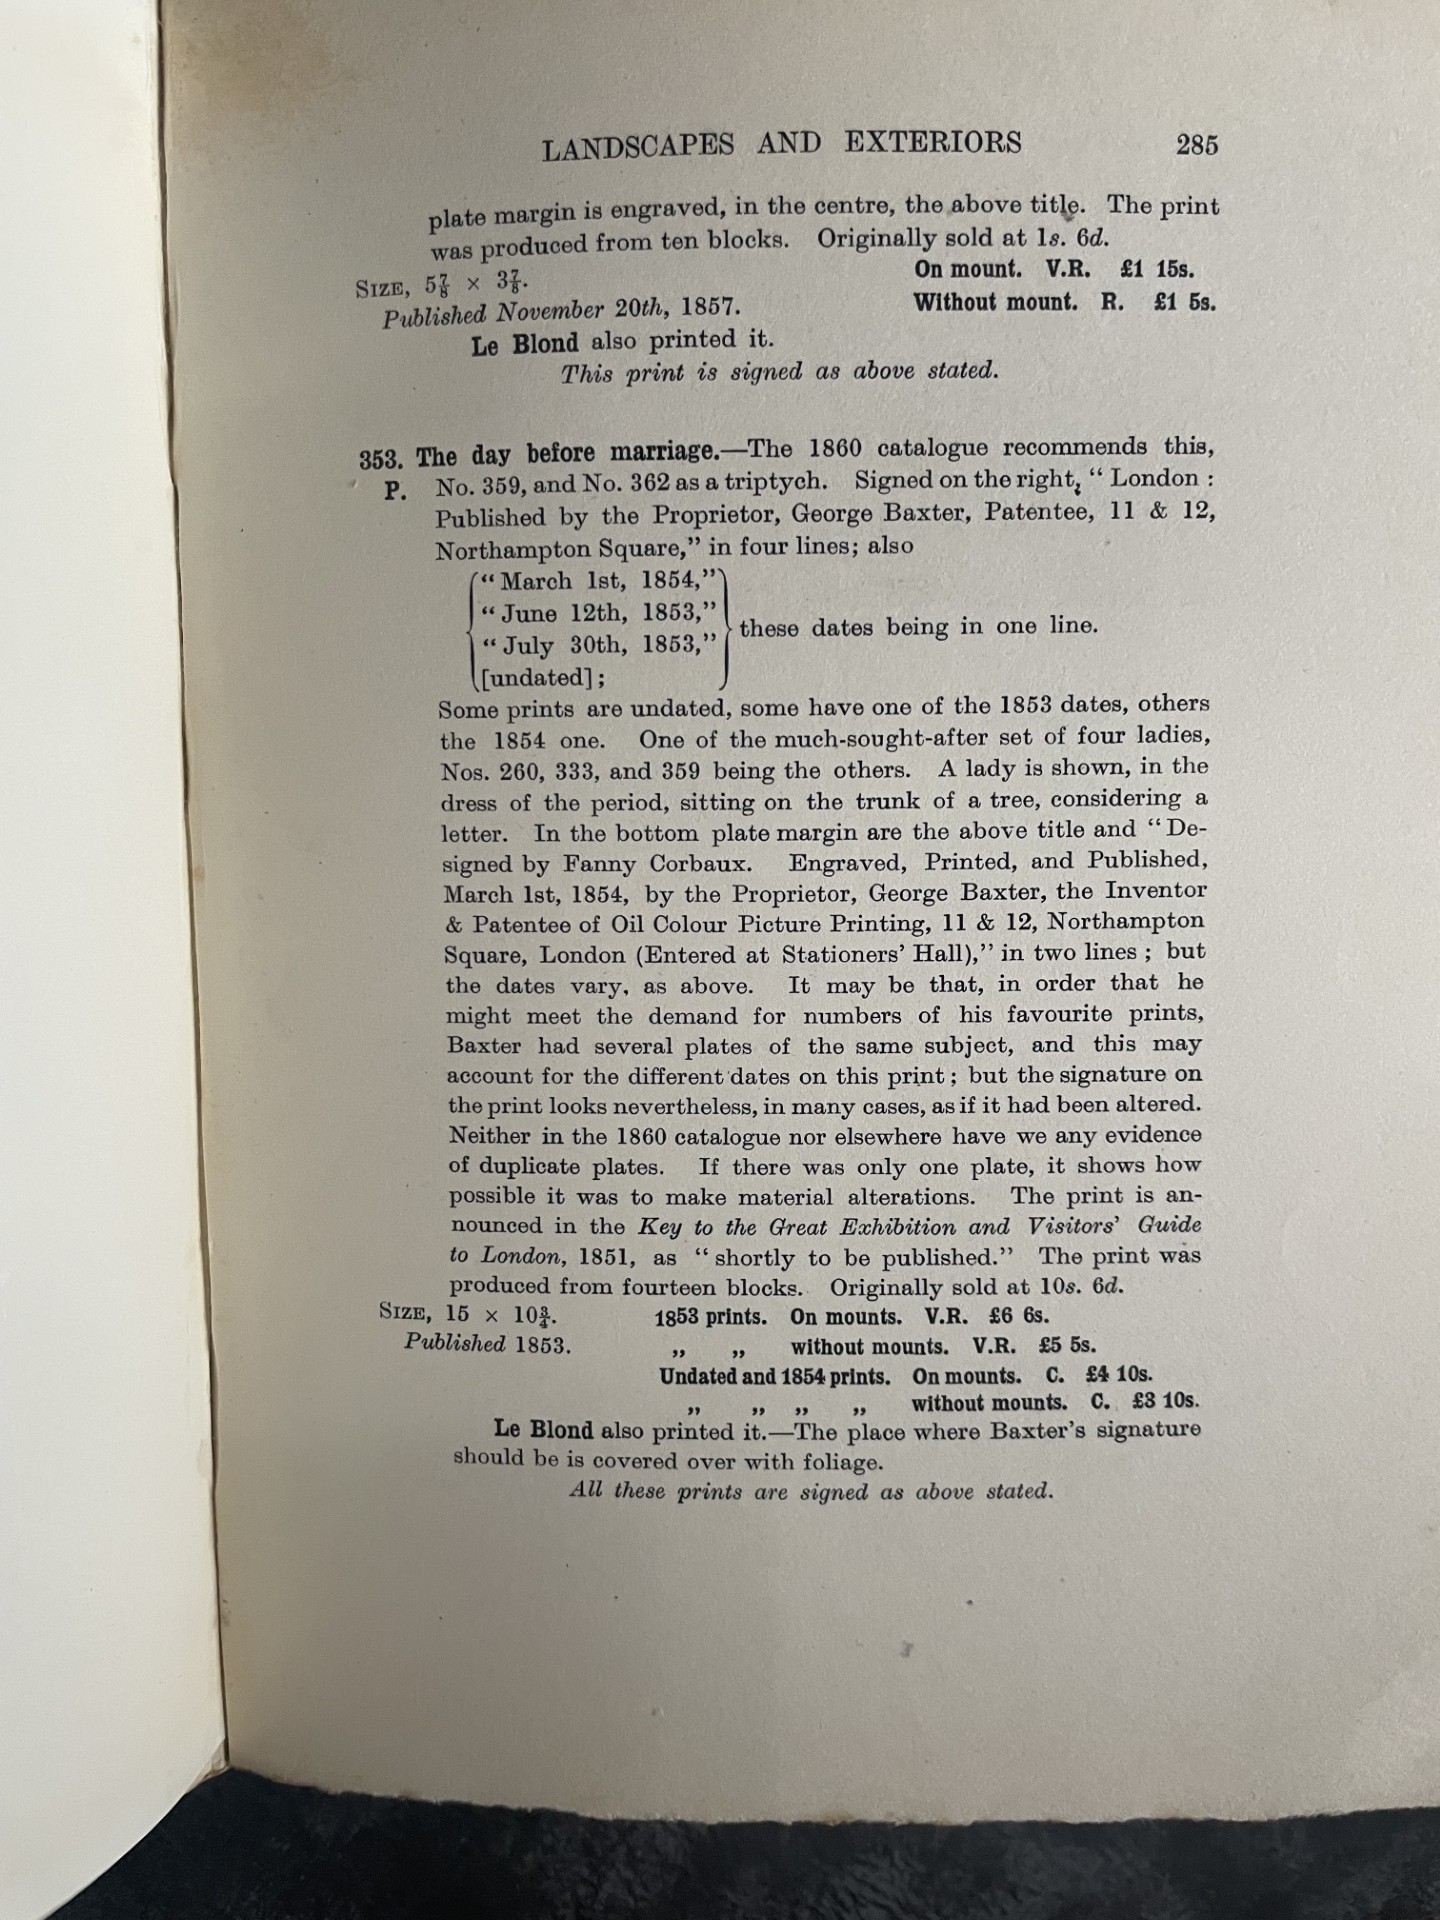 LANDSCAPES AND EXTERIORS 285
plate margin is engraved, in the centre, the above title. The print
was produced from ten blocks. Originally sold at 1s. 6d.
SIZE, 5⅞ × 3⅞. On mount. V.R. £1 15s.
Published November 20th, 1857. Without mount. R. £1 5s.
Le Blond also printed it.
This print is signed as above stated.
353. The day before marriage.—The 1860 catalogue recommends this,
P. No. 359, and No. 362 as a triptych. Signed on the right, “ London :
Published by the Proprietor, George Baxter, Patentee, 11 & 12,
Northampton Square,” in four lines; also
“ March 1st, 1854,”
“ June 12th, 1853,”
these dates being in one line.
“ July 30th, 1853,”
[undated] ;
Some prints are undated, some have one of the 1853 dates, others
the 1854 one. One of the much-sought-after set of four ladies,
Nos. 260, 333, and 359 being the others. A lady is shown, in the
dress of the period, sitting on the trunk of a tree, considering a
letter. In the bottom plate margin are the above title and “ De-
signed by Fanny Corbaux. Engraved, Printed, and Published,
March 1st, 1854, by the Proprietor, George Baxter, the Inventor
& Patentee of Oil Colour Picture Printing, 11 & 12, Northampton
Square, London (Entered at Stationers’ Hall),” in two lines ; but
the dates vary, as above. It may be that, in order that he
might meet the demand for numbers of his favourite prints,
Baxter had several plates of the same subject, and this may
account for the different dates on this print ; but the signature on
the print looks nevertheless, in many cases, as if it had been altered.
Neither in the 1860 catalogue nor elsewhere have we any evidence
of duplicate plates. If there was only one plate, it shows how
possible it was to make material alterations. The print is an-
nounced in the Key to the Great Exhibition and Visitors’ Guide
to London, 1851, as “ shortly to be published.” The print was
produced from fourteen blocks. Originally sold at 10s. 6d.
SIZE, 15 × 10¾. 1853 prints. On mounts. V.R. £6 6s.
Published 1853. „ „ without mounts. V.R. £5 5s.
Undated and 1854 prints. On mounts. C. £4 10s.
„ „ „ „ without mounts. C. £3 10s.
Le Blond also printed it.—The place where Baxter’s signature
should be is covered over with foliage.
All these prints are signed as above stated.